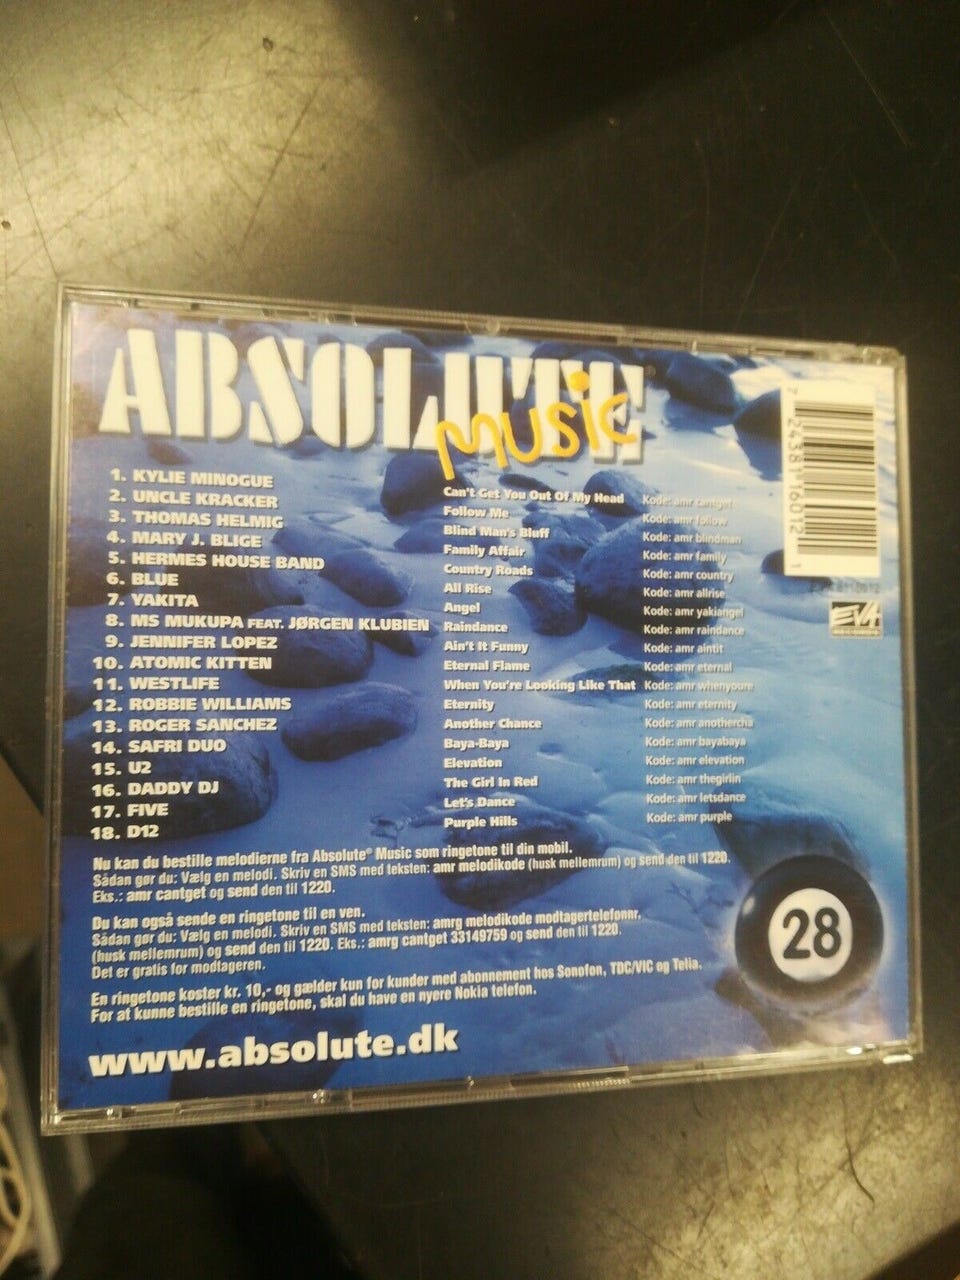 ABSOLUTE
Music
1. KYLIE MINOGUE Can't Get You Out Of My Head Kode: amr cantget
2. UNCLE KRACKER Follow Me Kode: amr follow
3. THOMAS HELMIG Blind Man's Bluff Kode: amr blindman
4. MARY J. BLIGE Family Affair Kode: amr family
5. HERMES HOUSE BAND Country Roads Kode: amr country
6. BLUE All Rise Kode: amr allrise
7. YAKITA Angel Kode: amr yakiangel
8. MS MUKUPA FEAT. JØRGEN KLUBIEN Raindance Kode: amr raindance
9. JENNIFER LOPEZ Ain't It Funny Kode: amr aintit
10. ATOMIC KITTEN Eternal Flame Kode: amr eternal
11. WESTLIFE When You're Looking Like That Kode: amr whenyoure
12. ROBBIE WILLIAMS Eternity Kode: amr eternity
13. ROGER SANCHEZ Another Chance Kode: amr anothercha
14. SAFRI DUO Baya-Baya Kode: amr bayabaya
15. U2 Elevation Kode: amr elevation
16. DADDY DJ The Girl In Red Kode: amr thegirlin
17. FIVE Let's Dance Kode: amr letsdance
18. D12 Purple Hills Kode: amr purple
Nu kan du bestille melodierne fra Absolute® Music som ringetone til din mobil.
Sådan gør du: Vælg en melodi. Skriv en SMS med teksten: amr melodikode (husk mellemrum) og send den til 1220.
Eks.: amr cantget og send den til 1220.
Du kan også sende en ringetone til en ven.
Sådan gør du: Vælg en melodi. Skriv en SMS med teksten: amrg melodikode modtagertelefonnr.
(husk mellemrum) og send den til 1220. Eks.: amrg cantget 33149759 og send den til 1220.
Det er gratis for modtageren.
En ringetone koster kr. 10,- og gælder kun for kunder med abonnement hos Sonofon, TDC/VIC og Telia.
For at kunne bestille en ringetone, skal du have en nyere Nokia telefon.
www.absolute.dk
7 24381 16012 1
EVA
28